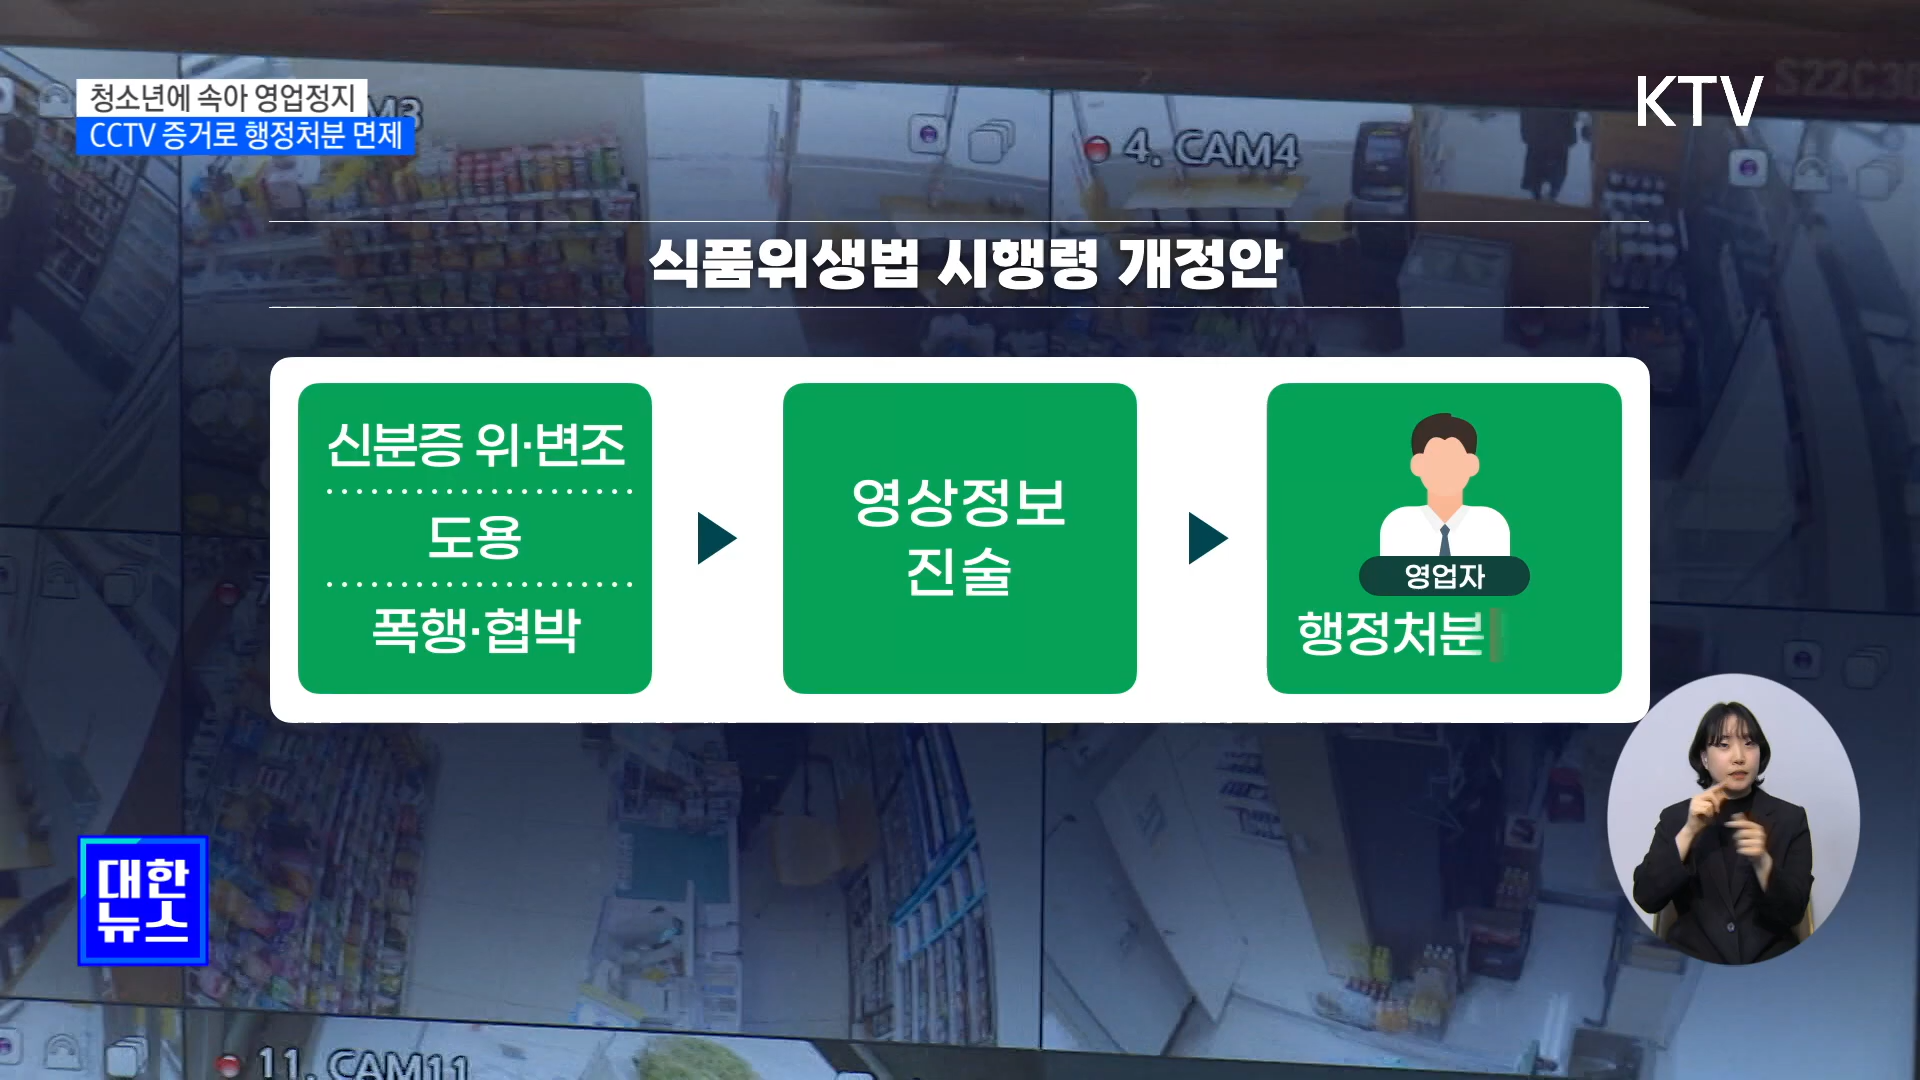 청소년에 속아 영업정지
CCTV 증거로 행정처분 면제
KTV
4. CAM4
식품위생법 시행령 개정안
신분증 위·변조
도용
폭행·협박
영상정보
진술
영업자
행정처분
대한
뉴스
11. CAM11